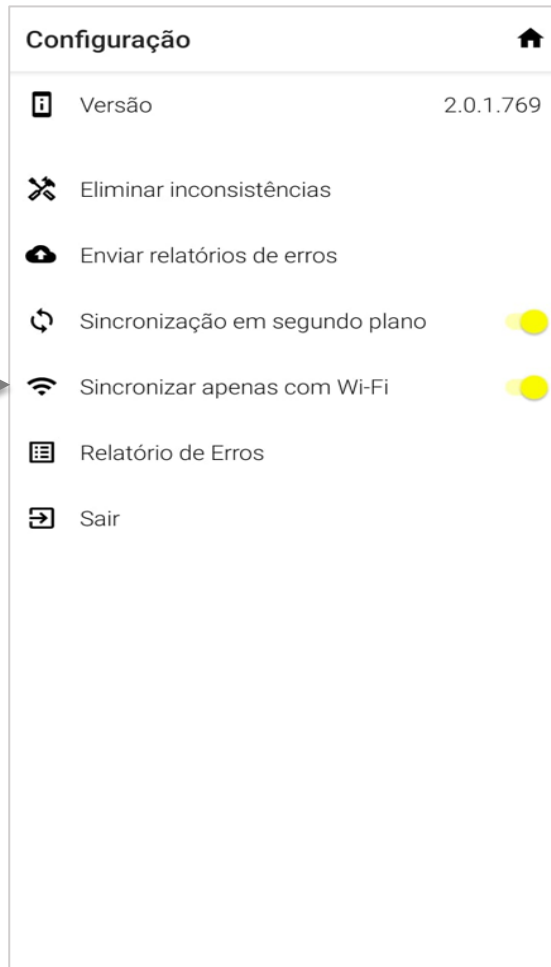 Configuração
Versão 2.0.1.769
Eliminar inconsistências
Enviar relatórios de erros
Sincronização em segundo plano
Sincronizar apenas com Wi-Fi
Relatório de Erros
Sair